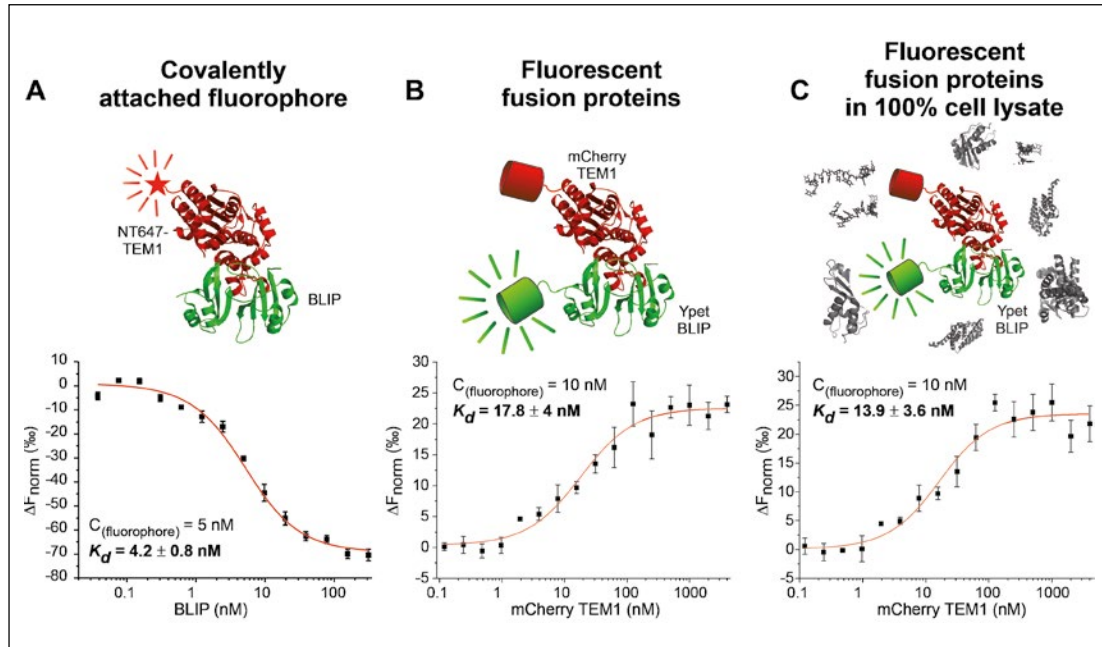 A
Covalently
attached fluorophore
NT647-
TEM1
BLIP
10
0
-10
-20
-30
-40
-50
-60
-70
-80
ΔFnorm (‰)
C(fluorophore) = 5 nM
Kd = 4.2 ± 0.8 nM
0.1 1 10 100
BLIP (nM)
B
Fluorescent
fusion proteins
mCherry
TEM1
Ypet
BLIP
30
25
20
15
10
5
0
-5
ΔFnorm (‰)
C(fluorophore) = 10 nM
Kd = 17.8 ± 4 nM
0.1 1 10 100 1000
mCherry TEM1 (nM)
C
Fluorescent
fusion proteins
in 100% cell lysate
mCherry
TEM1
Ypet
BLIP
30
25
20
15
10
5
0
-5
ΔFnorm (‰)
C(fluorophore) = 10 nM
Kd = 13.9 ± 3.6 nM
0.1 1 10 100 1000
mCherry TEM1 (nM)